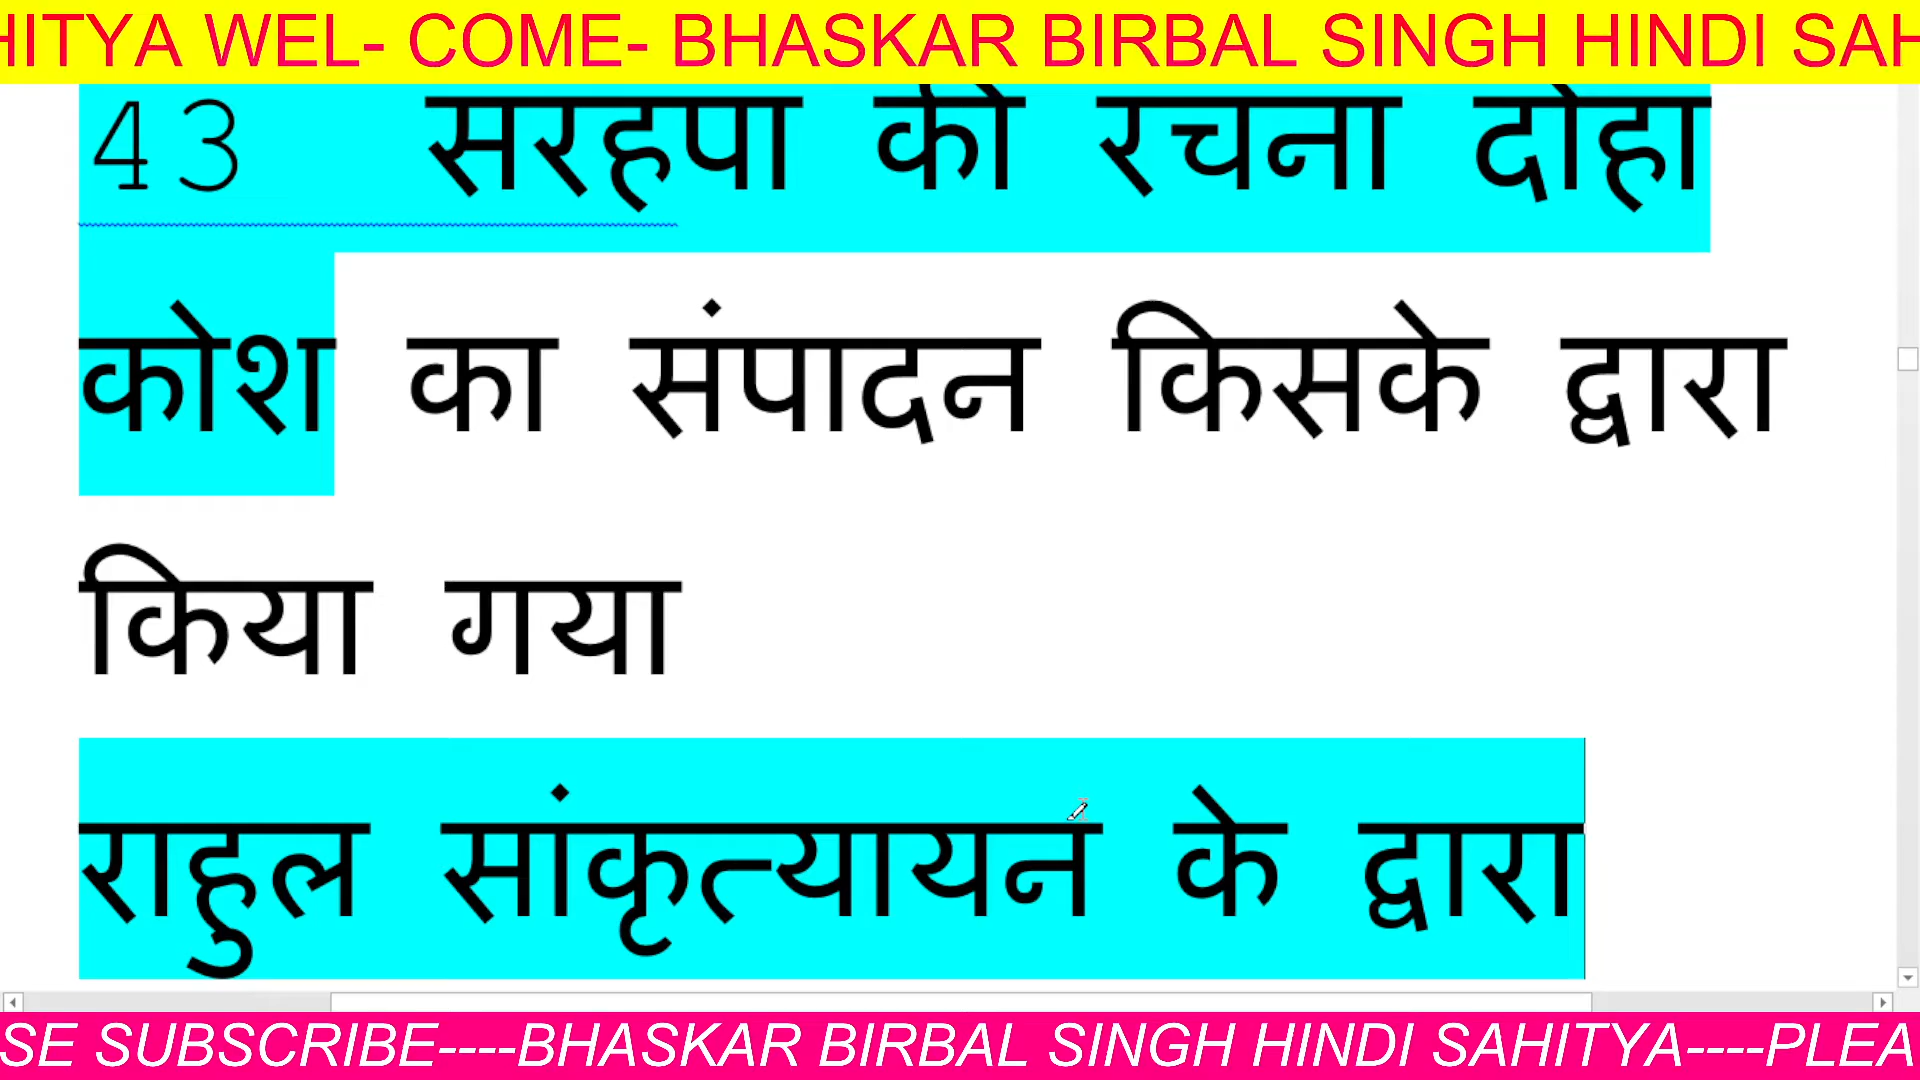 HITYA WEL- COME- BHASKAR BIRBAL SINGH HINDI SAH
43 सरहपा की रचना दोहा
कोश का संपादन किसके द्वारा
किया गया
राहुल सांकृत्यायन के द्वारा
SE SUBSCRIBE----BHASKAR BIRBAL SINGH HINDI SAHITYA----PLEA